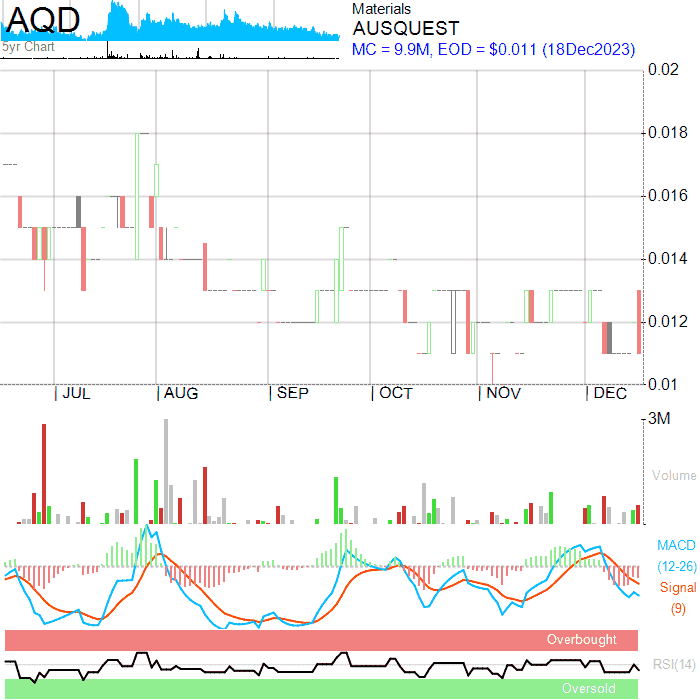 AQD
5yr Chart
Materials
AUSQUEST
MC = 9.9M, EOD = $0.011 (18Dec2023)
0.02
0.018
0.016
0.014
0.012
0.01
| JUL | AUG | SEP | OCT | NOV | DEC
3M
Volume
MACD
(12-26)
Signal
(9)
Overbought
RSI(14)
Oversold